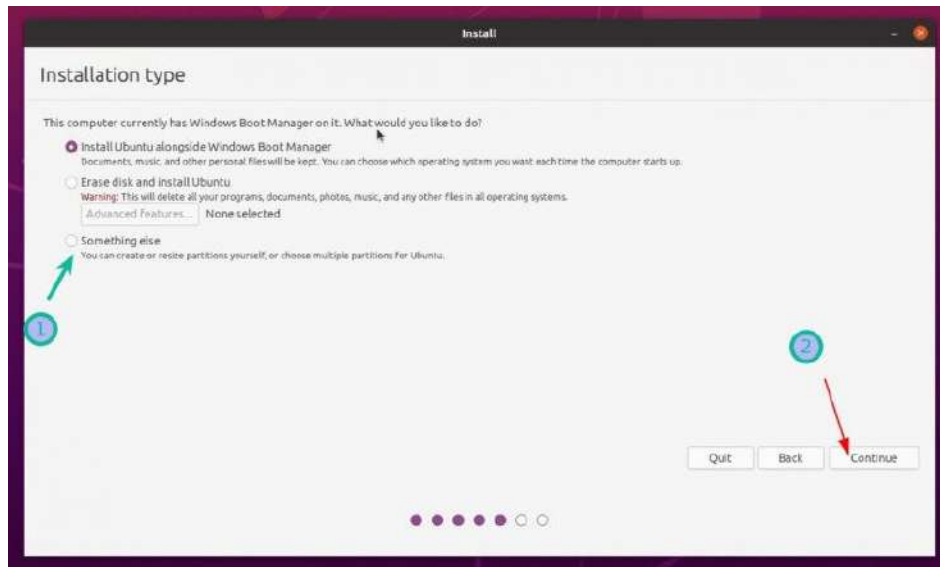 Install
Installation type
This computer currently has Windows Boot Manager on it. What would you like to do?
Install Ubuntu alongside Windows Boot Manager
Documents, music, and other personal files will be kept. You can choose which operating system you want each time the computer starts up.
Erase disk and install Ubuntu
Warning: This will delete all your programs, documents, photos, music, and any other files in all operating systems.
Advanced features... None selected
Something else
You can create or resize partitions yourself, or choose multiple partitions for Ubuntu.
1
2
Quit Back Continue